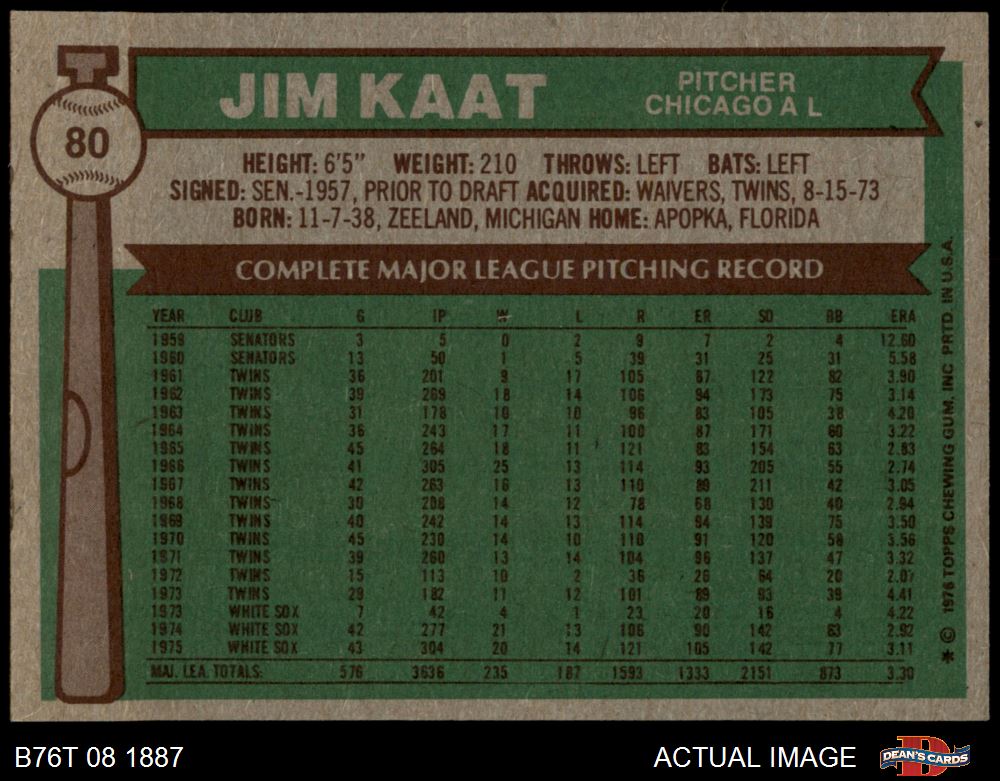 80
JIM KAAT
PITCHER
CHICAGO A L
HEIGHT: 6'5" WEIGHT: 210 THROWS: LEFT BATS: LEFT
SIGNED: SEN.-1957, PRIOR TO DRAFT ACQUIRED: WAIVERS, TWINS, 8-15-73
BORN: 11-7-38, ZEELAND, MICHIGAN HOME: APOPKA, FLORIDA
COMPLETE MAJOR LEAGUE PITCHING RECORD
YEAR CLUB G IP W L R ER SO BB ERA
1959 SENATORS 3 5 0 2 9 7 2 4 12.60
1960 SENATORS 13 50 1 5 39 31 25 31 5.58
1961 TWINS 36 201 9 17 105 87 122 82 3.90
1962 TWINS 39 269 18 14 106 94 173 75 3.14
1963 TWINS 31 178 10 10 96 83 105 38 4.20
1964 TWINS 36 243 17 11 100 87 171 60 3.22
1965 TWINS 45 264 18 11 121 83 154 63 2.83
1966 TWINS 41 305 25 13 114 93 205 55 2.74
1967 TWINS 42 263 16 13 110 89 211 42 3.05
1968 TWINS 30 208 14 12 78 68 130 40 2.94
1969 TWINS 40 242 14 13 114 94 139 75 3.50
1970 TWINS 45 230 14 10 110 91 120 58 3.56
1971 TWINS 39 260 13 14 104 96 137 47 3.32
1972 TWINS 15 113 10 2 36 26 64 20 2.07
1973 TWINS 29 182 11 12 101 89 93 39 4.41
1973 WHITE SOX 7 42 4 1 23 20 16 4 4.22
1974 WHITE SOX 42 277 21 13 106 90 142 63 2.92
1975 WHITE SOX 43 304 20 14 121 105 142 77 3.11
MAJ. LEA. TOTALS: 576 3636 235 187 1593 1333 2151 873 3.30
* © 1976 TOPPS CHEWING GUM, INC PRTD. IN U.S.A.
B76T 08 1887
ACTUAL IMAGE
DEAN'S CARDS